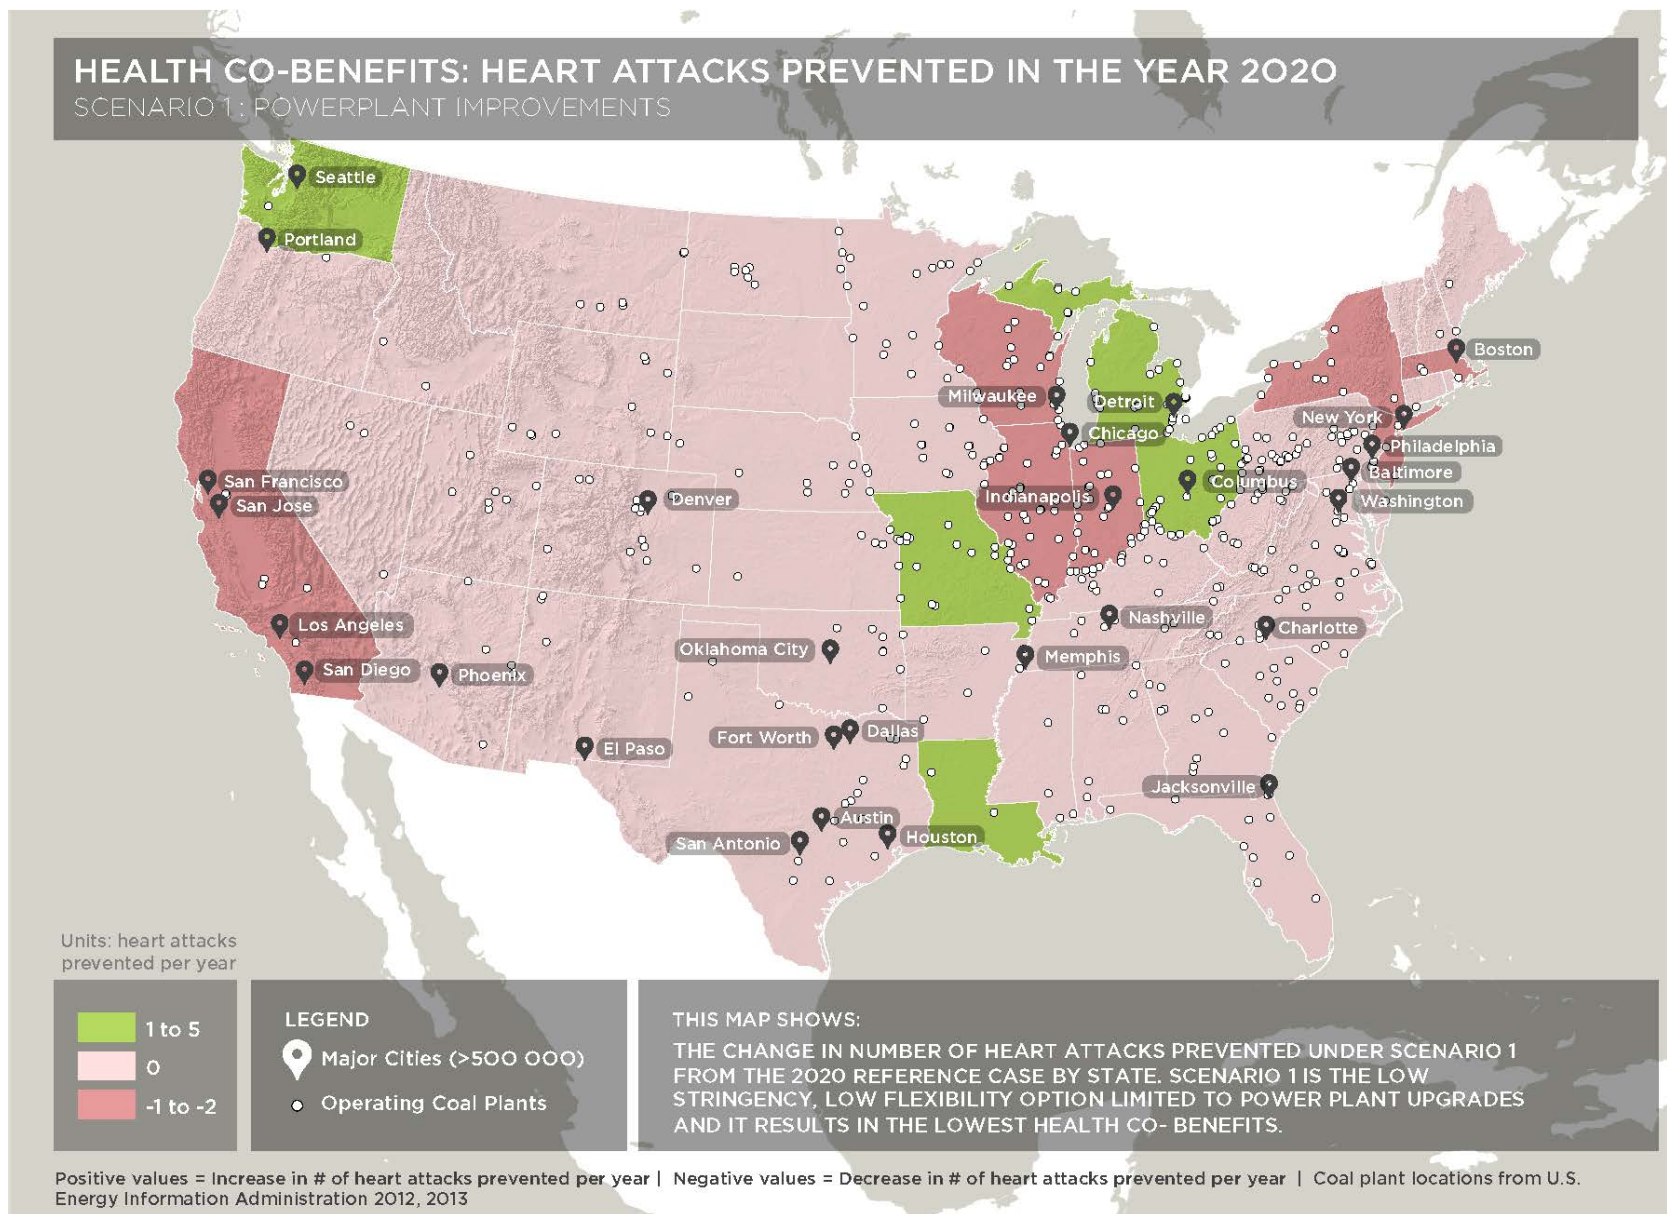 HEALTH CO-BENEFITS: HEART ATTACKS PREVENTED IN THE YEAR 2020
SCENARIO 1 : POWERPLANT IMPROVEMENTS
Seattle
Portland
Boston
Milwaukee
Detroit
New York
Chicago
Philadelphia
Baltimore
San Francisco
Columbus
Indianapolis
Denver
Washington
San Jose
Nashville
Los Angeles
Charlotte
Oklahoma City
Memphis
San Diego
Phoenix
Dallas
Fort Worth
El Paso
Jacksonville
Austin
Houston
San Antonio
Units: heart attacks
prevented per year
1 to 5
0
-1 to -2
LEGEND
Major Cities (>500 000)
Operating Coal Plants
THIS MAP SHOWS:
THE CHANGE IN NUMBER OF HEART ATTACKS PREVENTED UNDER SCENARIO 1
FROM THE 2020 REFERENCE CASE BY STATE. SCENARIO 1 IS THE LOW
STRINGENCY, LOW FLEXIBILITY OPTION LIMITED TO POWER PLANT UPGRADES
AND IT RESULTS IN THE LOWEST HEALTH CO- BENEFITS.
Positive values = Increase in # of heart attacks prevented per year | Negative values = Decrease in # of heart attacks prevented per year | Coal plant locations from U.S.
Energy Information Administration 2012, 2013